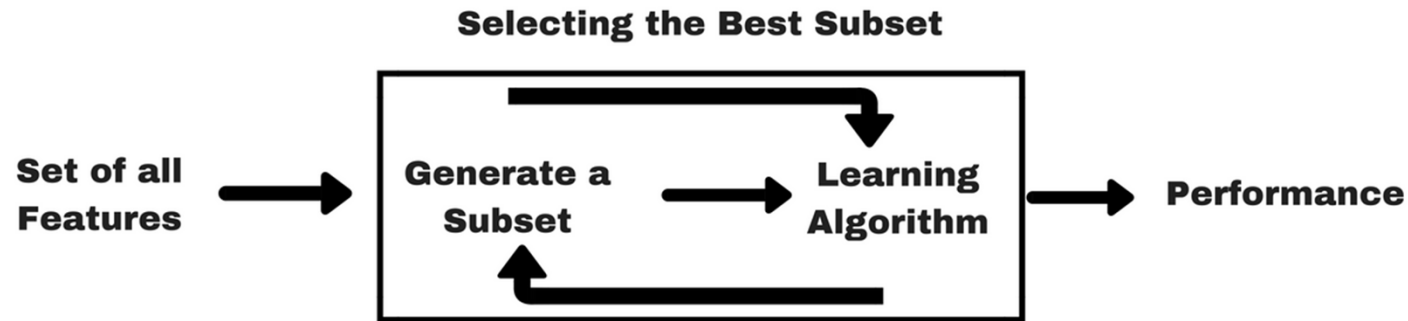 Selecting the Best Subset
Set of all
Features
Generate a
Subset
Learning
Algorithm
Performance